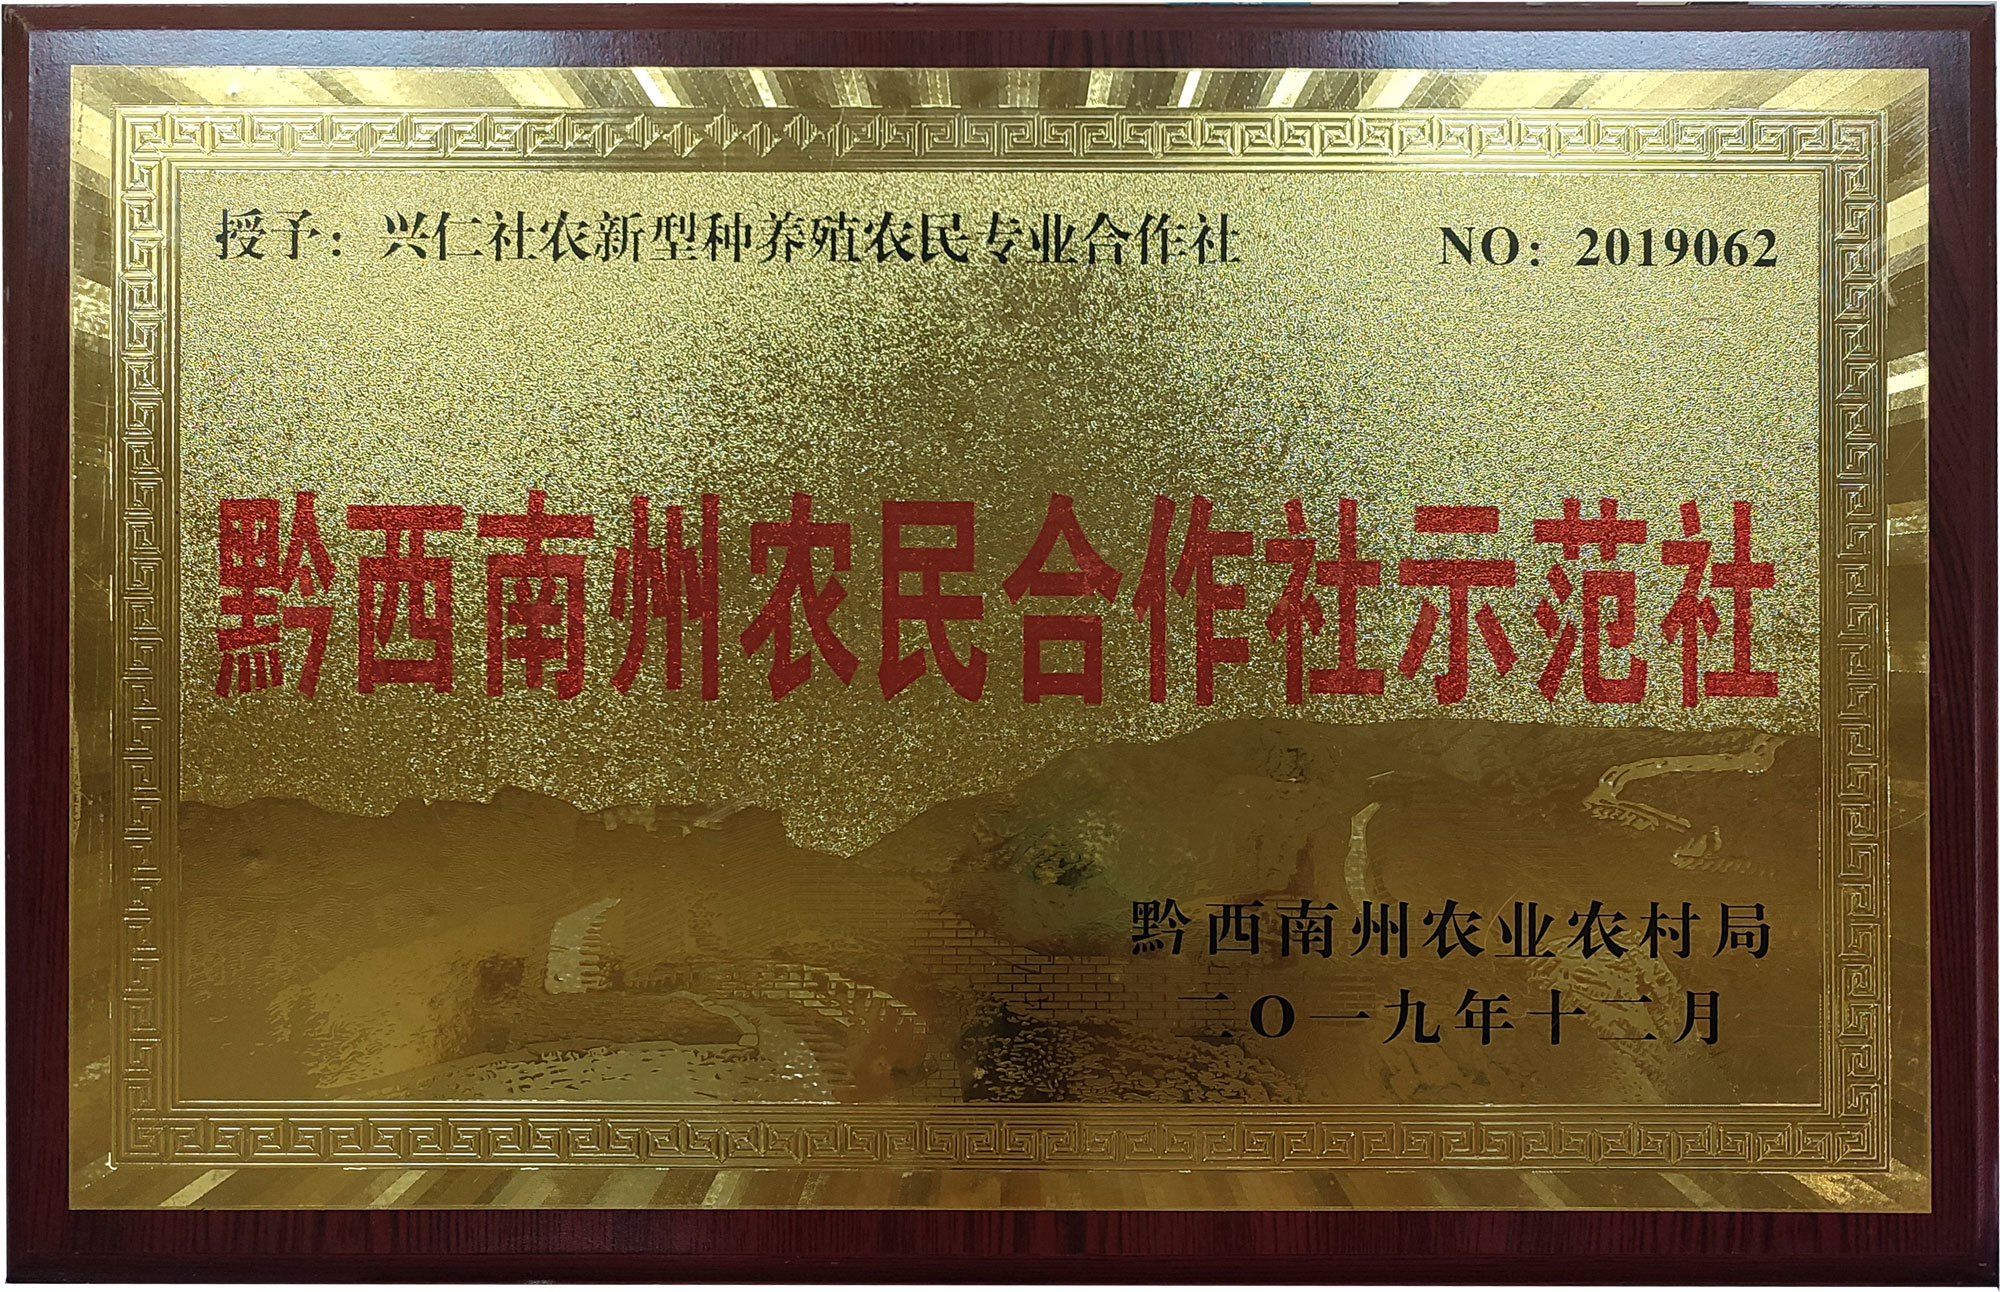 授予：兴仁社农新型种养殖农民专业合作社 NO：2019062
黔西南州农民合作社示范社
黔西南州农业农村局
二O一九年十二月